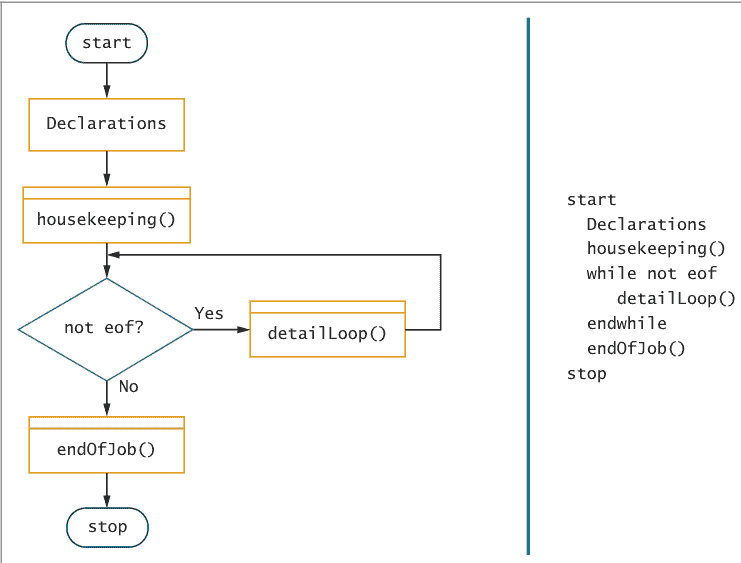 start
Declarations
housekeeping()
not eof?
Yes
detailLoop()
No
endOfJob()
stop
start
Declarations
housekeeping()
while not eof
detailLoop()
endwhile
endOfJob()
stop